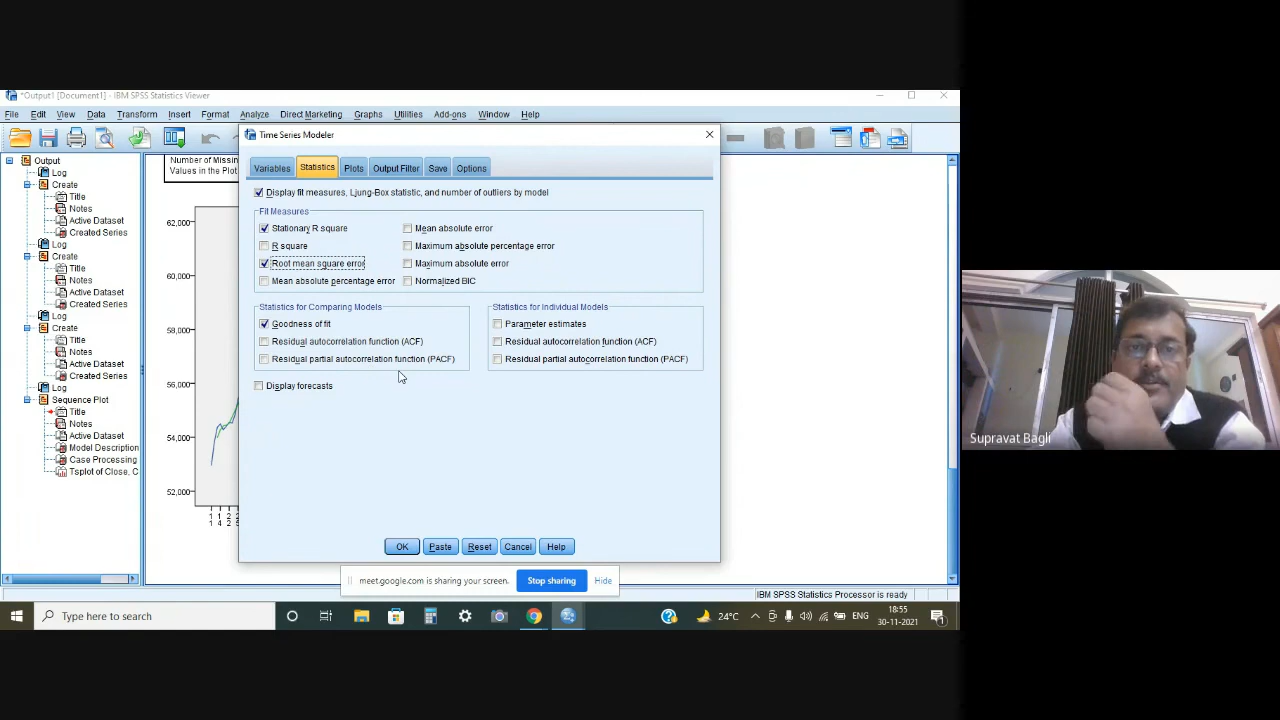 *Output1 [Document1] - IBM SPSS Statistics Viewer
File Edit View Data Transform Insert Format Analyze Direct Marketing Graphs Utilities Add-ons Window Help
Output
Log
Create
Title
Notes
Active Dataset
Created Series
Log
Create
Title
Notes
Active Dataset
Created Series
Log
Create
Title
Notes
Active Dataset
Created Series
Log
Sequence Plot
Title
Notes
Active Dataset
Model Description
Case Processing
Tsplot of Close, C
Number of Missin
Values in the Plot
62,000
60,000
58,000
56,000
54,000
52,000
Time Series Modeler
Variables Statistics Plots Output Filter Save Options
Display fit measures, Ljung-Box statistic, and number of outliers by model
Fit Measures
Stationary R square
Mean absolute error
R square
Maximum absolute percentage error
Root mean square error
Maximum absolute error
Mean absolute percentage error
Normalized BIC
Statistics for Comparing Models
Goodness of fit
Residual autocorrelation function (ACF)
Residual partial autocorrelation function (PACF)
Statistics for Individual Models
Parameter estimates
Residual autocorrelation function (ACF)
Residual partial autocorrelation function (PACF)
Display forecasts
OK Paste Reset Cancel Help
meet.google.com is sharing your screen. Stop sharing Hide
IBM SPSS Statistics Processor is ready
Type here to search
24°C
ENG
18:55
30-11-2021
Supravat Bagli